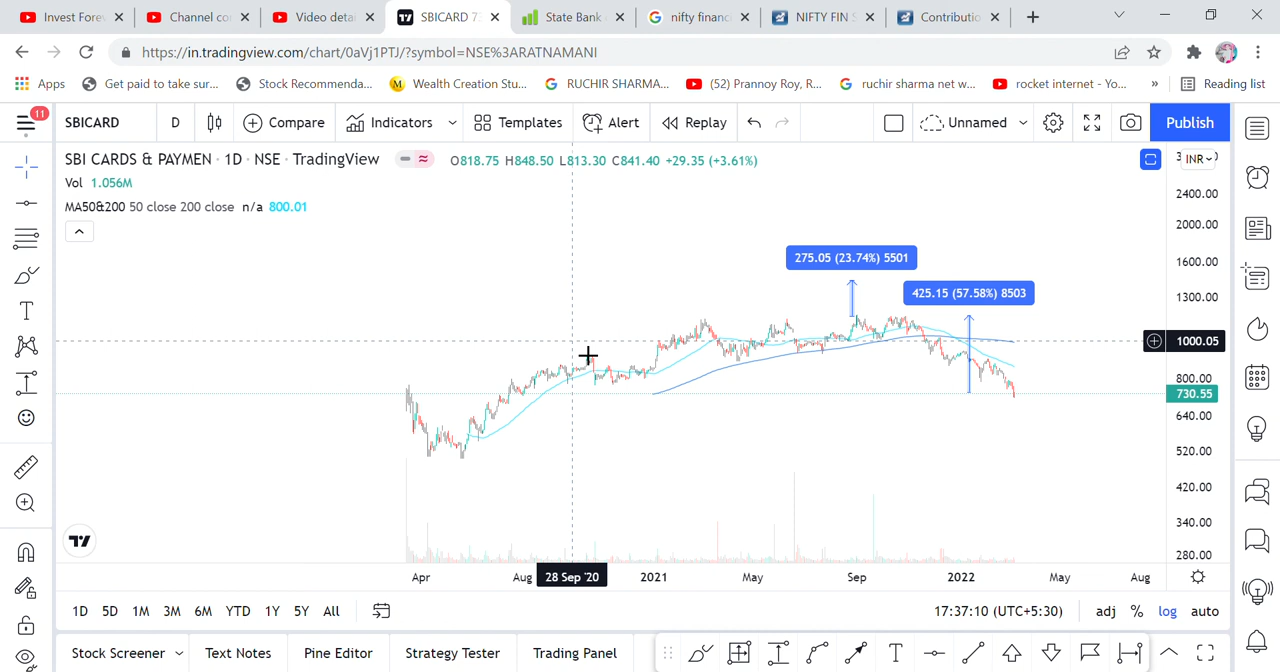 Invest Fore
Channel co
Video detai
SBICARD 73
State Bank
nifty financ
NIFTY FIN S
Contributio
https://in.tradingview.com/chart/0aVj1PTJ/?symbol=NSE%3ARATNAMANI
Apps
Get paid to take sur...
Stock Recommenda...
Wealth Creation Stu...
RUCHIR SHARMA...
(52) Prannoy Roy, R...
ruchir sharma net w...
rocket internet - Yo...
»
Reading list
11
SBICARD
D
Compare
Indicators
Templates
Alert
Replay
Unnamed
Publish
SBI CARDS & PAYMEN · 1D · NSE · TradingView
O818.75 H848.50 L813.30 C841.40 +29.35 (+3.61%)
INR
Vol 1.056M
MA50&200 50 close 200 close n/a 800.01
2400.00
2000.00
1600.00
1300.00
1000.05
800.00
730.55
640.00
520.00
420.00
340.00
280.00
275.05 (23.74%) 5501
425.15 (57.58%) 8503
Apr
Aug
28 Sep '20
2021
May
Sep
2022
May
Aug
1D 5D 1M 3M 6M YTD 1Y 5Y All
17:37:10 (UTC+5:30)
adj % log auto
Stock Screener
Text Notes
Pine Editor
Strategy Tester
Trading Panel